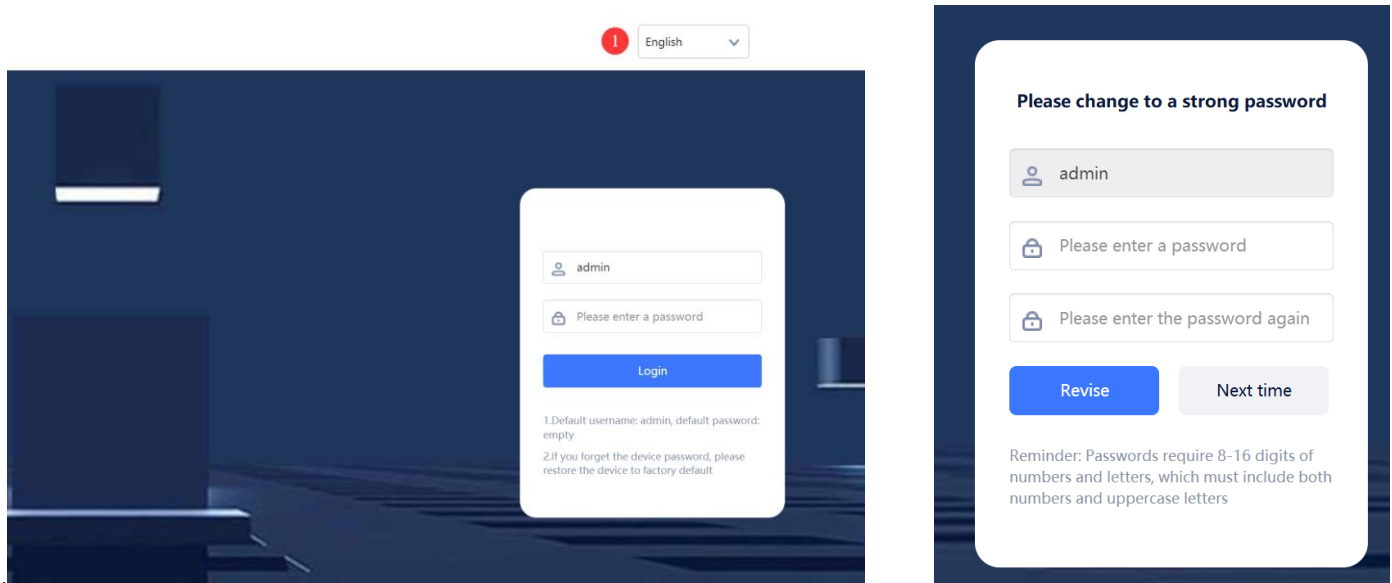 1
English
admin
Please enter a password
Login
1.Default username: admin, default password:
empty
2.If you forget the device password, please
restore the device to factory default
Please change to a strong password
admin
Please enter a password
Please enter the password again
Revise
Next time
Reminder: Passwords require 8-16 digits of
numbers and letters, which must include both
numbers and uppercase letters